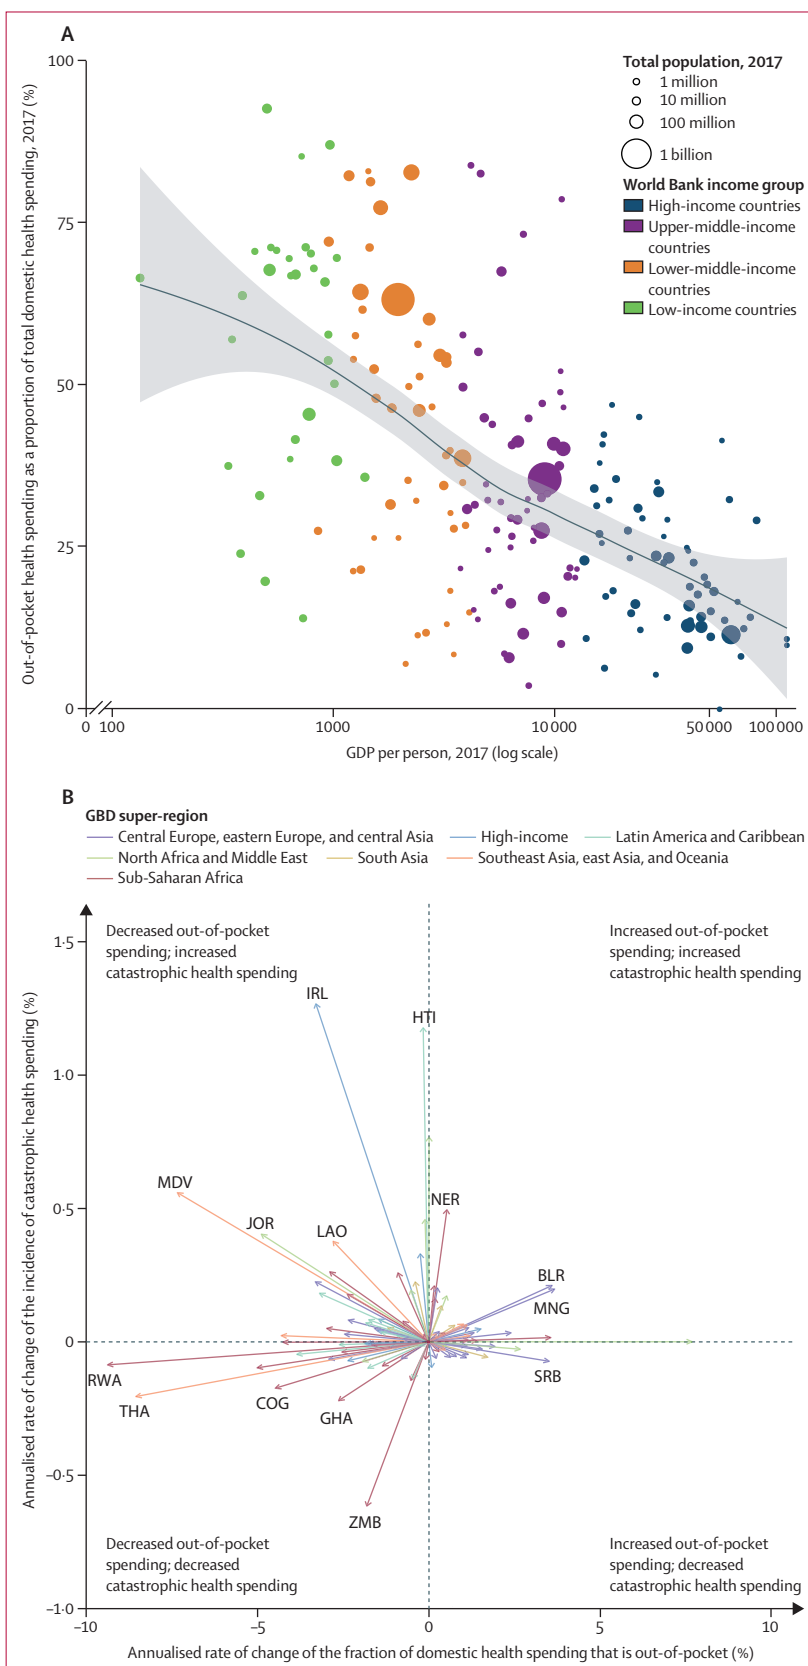 A
Out-of-pocket health spending as a proportion of total domestic health spending, 2017 (%)
100
75
50
25
0
0 100 1000 10 000 50 000 100 000
GDP per person, 2017 (log scale)
Total population, 2017
1 million
10 million
100 million
1 billion
World Bank income group
High-income countries
Upper-middle-income
countries
Lower-middle-income
countries
Low-income countries
B
GBD super-region
Central Europe, eastern Europe, and central Asia High-income Latin America and Caribbean
North Africa and Middle East South Asia Southeast Asia, east Asia, and Oceania
Sub-Saharan Africa
Annualised rate of change of the incidence of catastrophic health spending (%)
1·5
1·0
0·5
0
–0·5
–1·0
Decreased out-of-pocket
spending; increased
catastrophic health spending
Increased out-of-pocket
spending; increased
catastrophic health spending
IRL
HTI
MDV
NER
JOR
LAO
BLR
MNG
SRB
RWA
THA
COG
GHA
ZMB
Decreased out-of-pocket
spending; decreased
catastrophic health spending
Increased out-of-pocket
spending; decreased
catastrophic health spending
–10 –5 0 5 10
Annualised rate of change of the fraction of domestic health spending that is out-of-pocket (%)